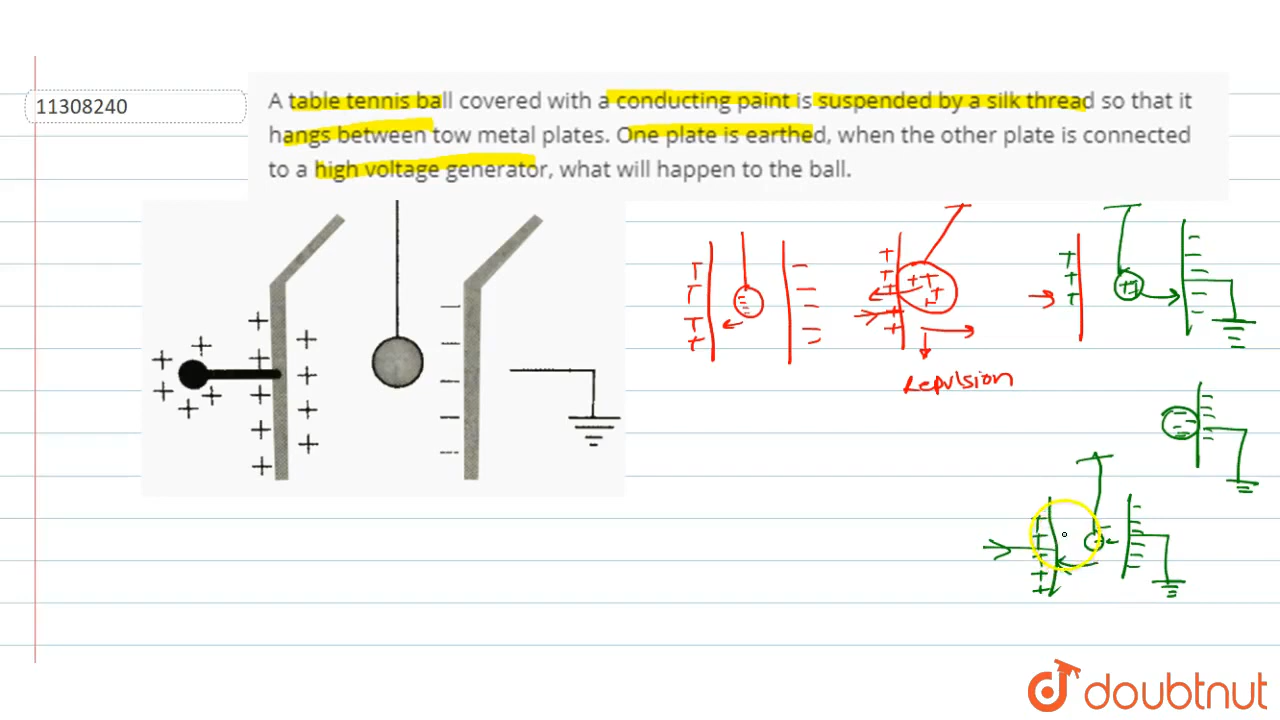 11308240
A table tennis ball covered with a conducting paint is suspended by a silk thread so that it
hangs between tow metal plates. One plate is earthed, when the other plate is connected
to a high voltage generator, what will happen to the ball.
Repulsion
doubtnut